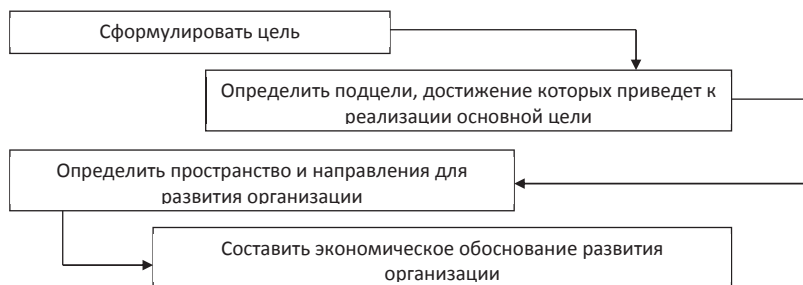 Сформулировать цель
Определить подцели, достижение которых приведет к
реализации основной цели
Определить пространство и направления для
развития организации
Составить экономическое обоснование развития
организации